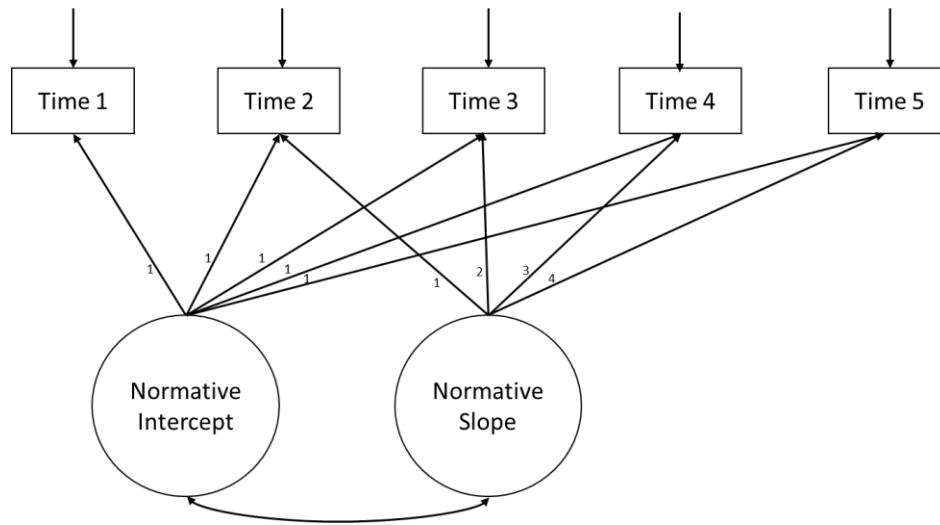 Time 1
Time 2
Time 3
Time 4
Time 5
1
1
1
1
1
1
2
3
4
Normative
Intercept
Normative
Slope